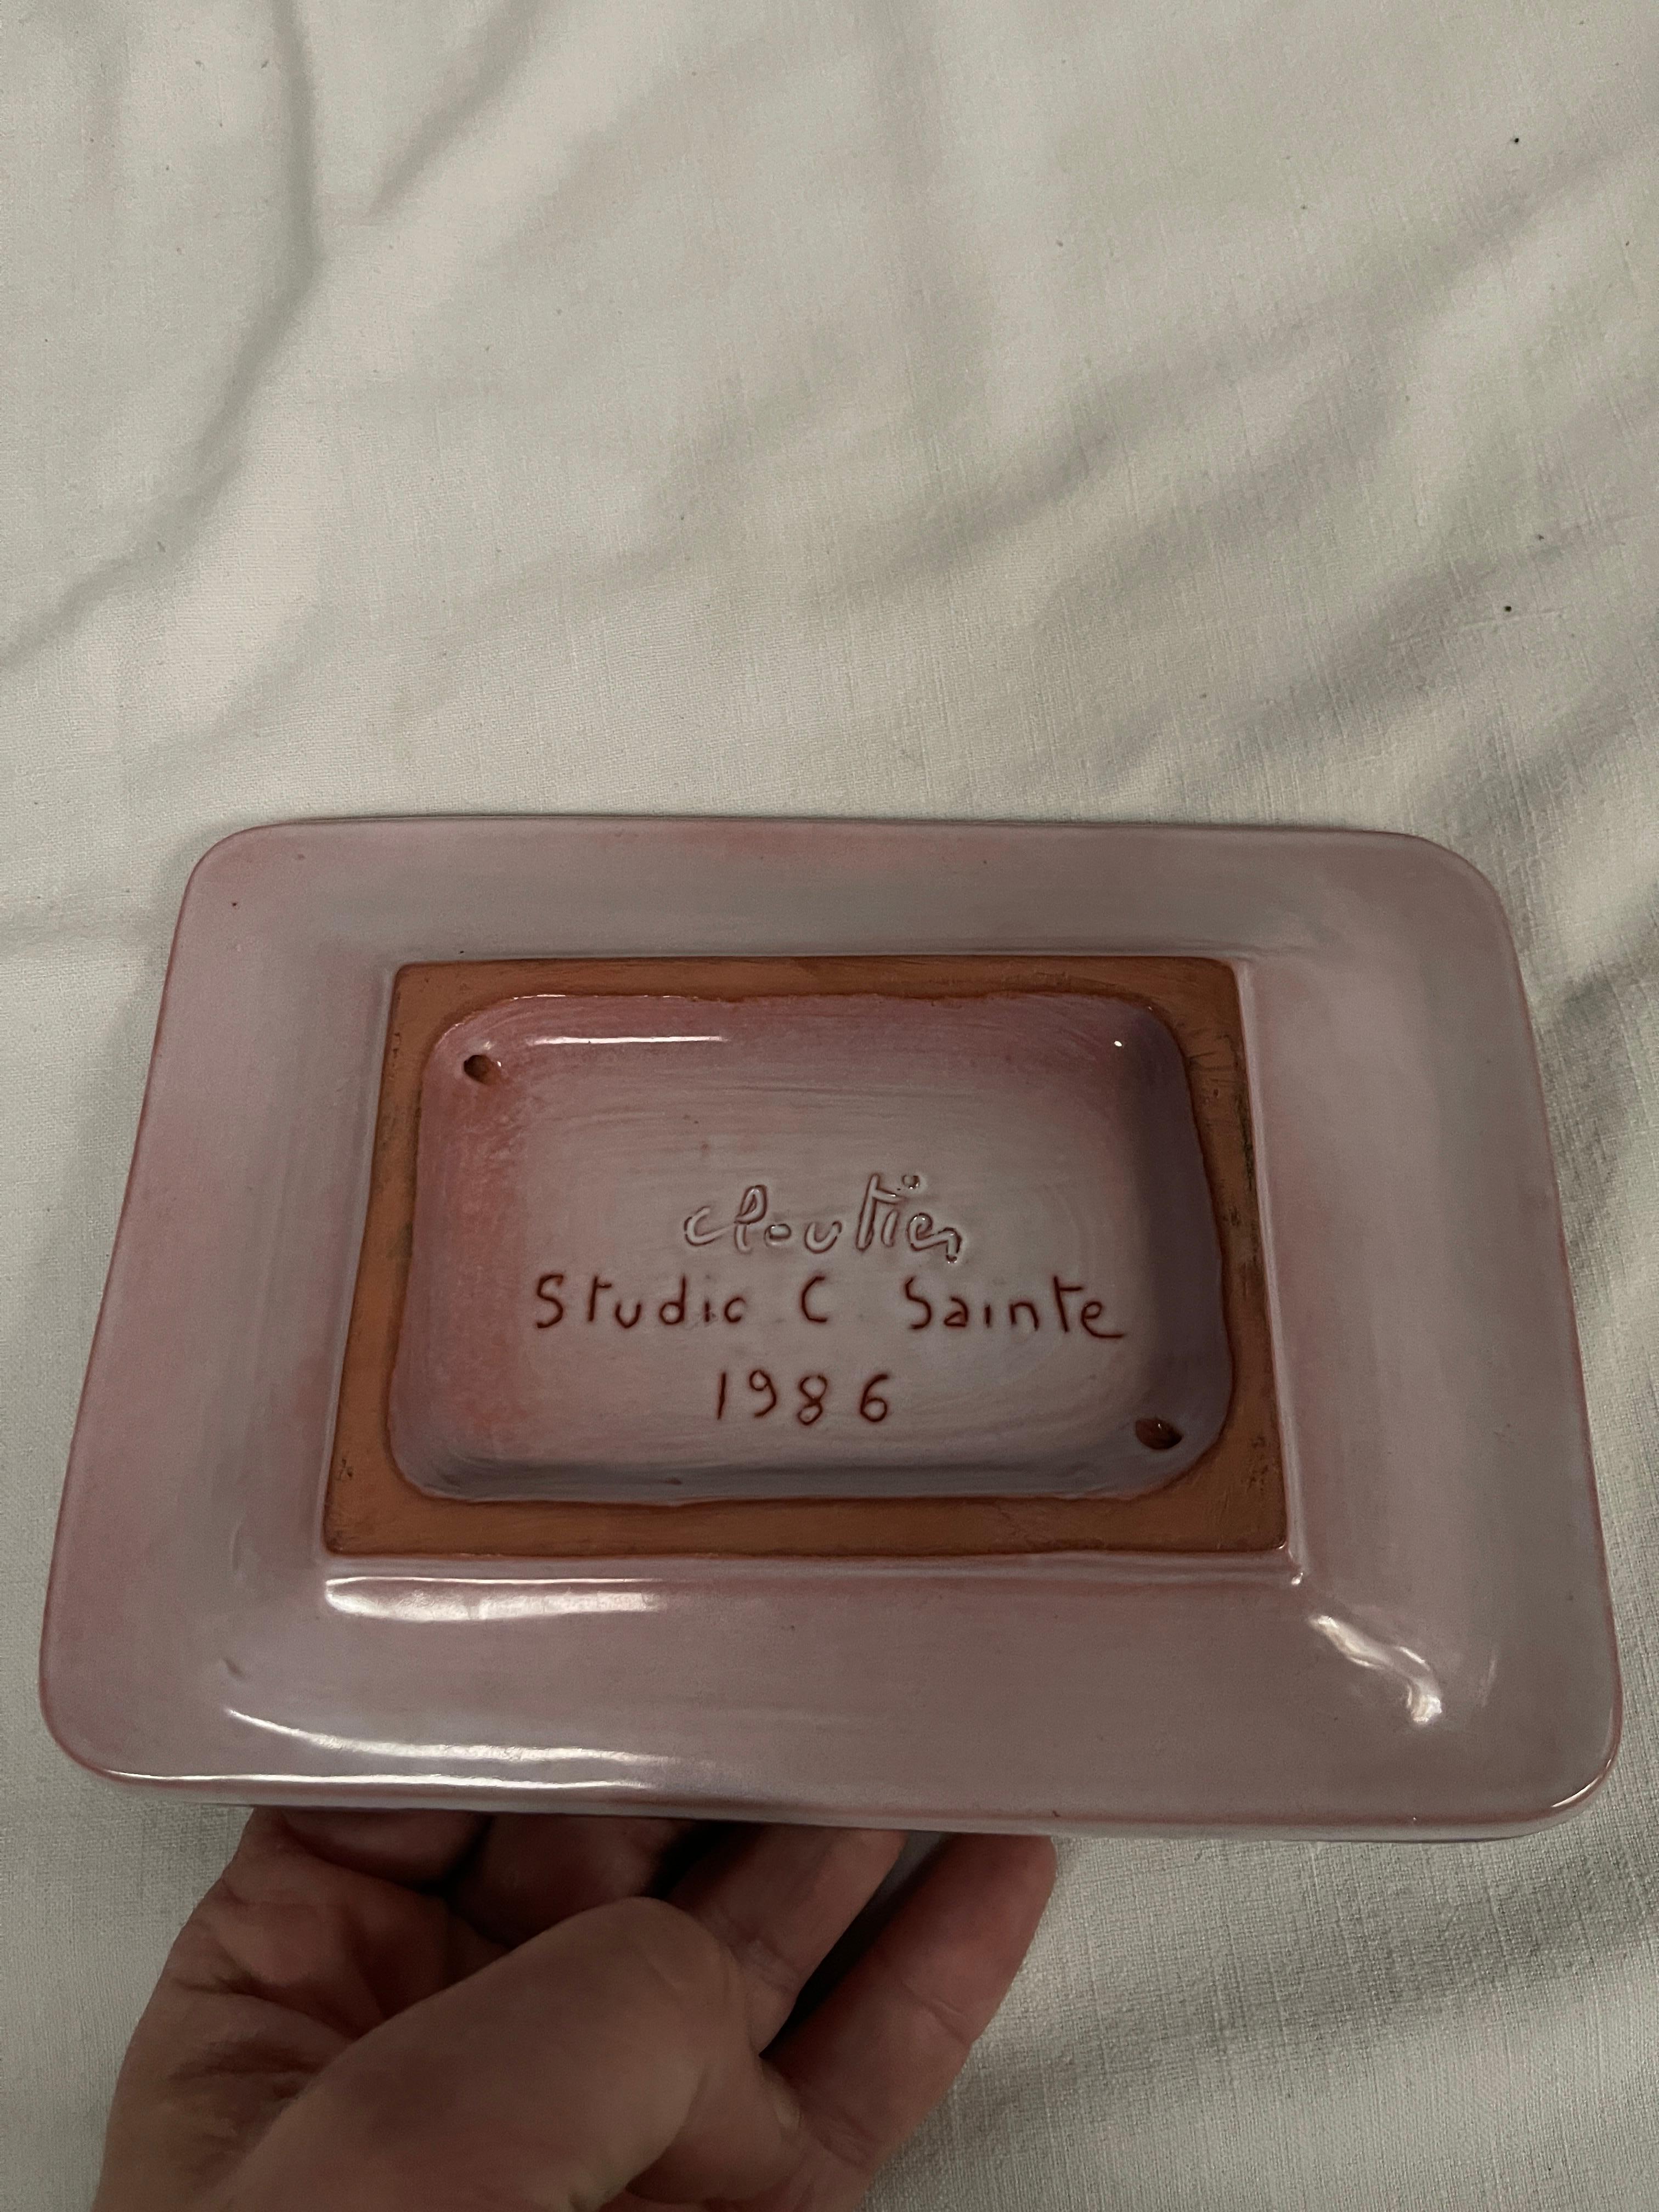 cloutier
Studio C Sainte
1986